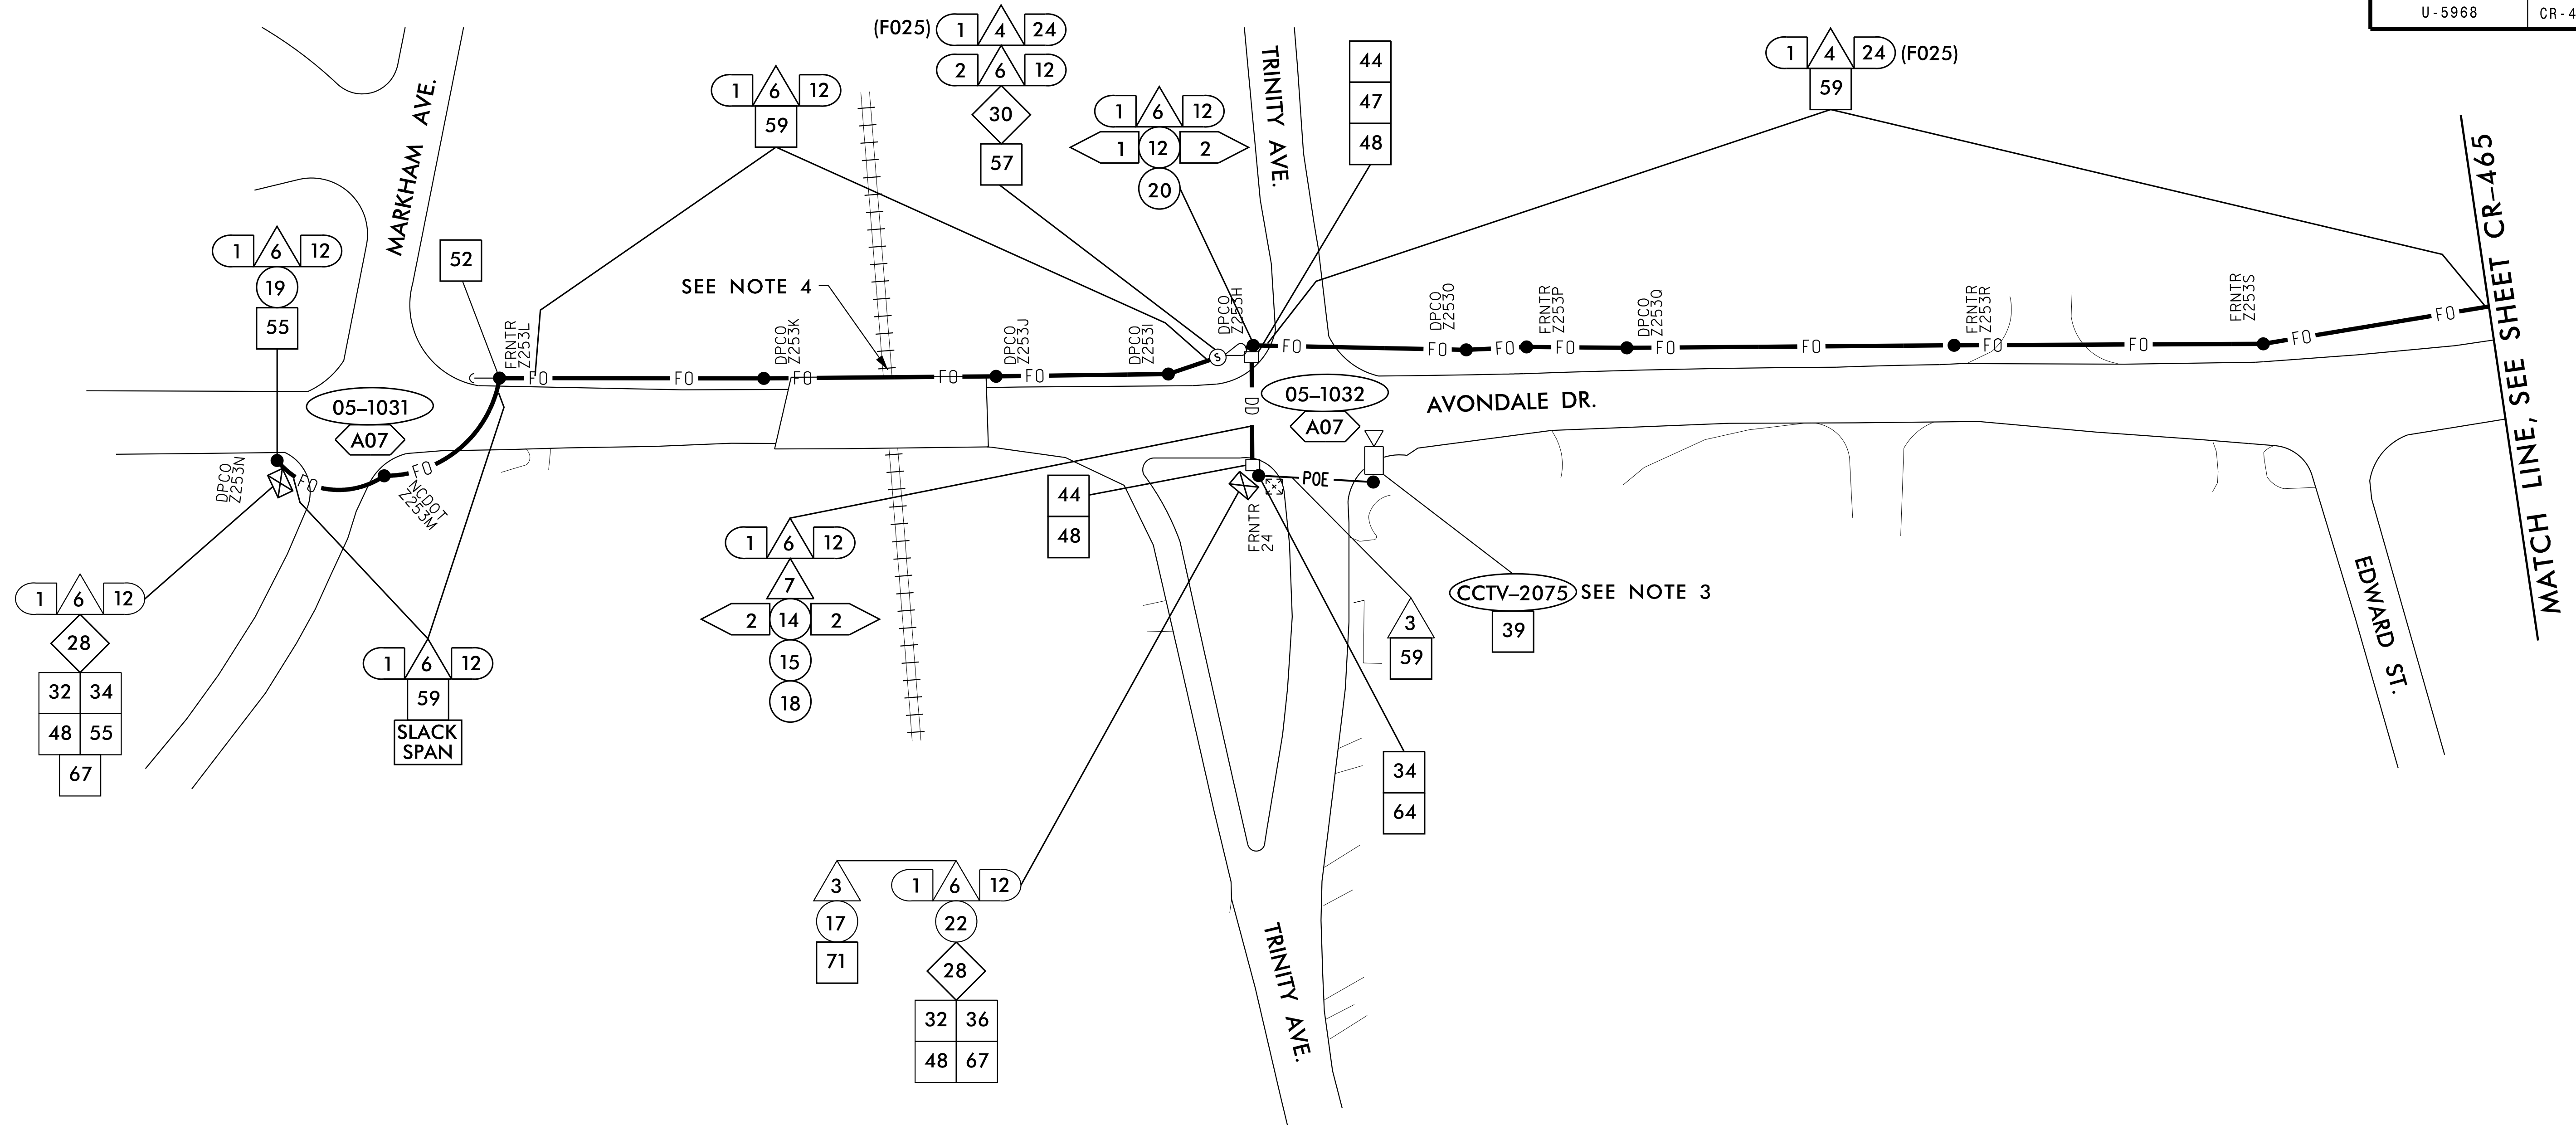 U-5968 CR-4
(F025) 1 4 24
2 6 12
30
57
1 6 12
59
1 6 12
1 12 2
20
44
47
48
1 4 24 (F025)
59
TRINITY AVE.
MARKHAM AVE.
MATCH LINE, SEE SHEET CR-465
1 6 12
19
55
52
SEE NOTE 4
FRNTR
Z253L
DPCO
Z253K
DPCO
Z253J
DPCO
Z253I
DPCO
Z253H
DPCO
Z253O
FRNTR
Z253P
DPCO
Z253Q
FRNTR
Z253R
FRNTR
Z253S
FO FO FO FO FO S FO FO FO FO FO FO FO FO FO FO FO
05-1031
A07
DD
05-1032
A07
AVONDALE DR.
DPCO
Z253N
FO FO
NCDOT
Z253M
POE
44
48
FRNTR
24
1 6 12
7
2 14 2
15
18
1 6 12
28
32 34
48 55
67
1 6 12
59
SLACK
SPAN
CCTV-2075 SEE NOTE 3
39
3
59
EDWARD ST.
34
64
3
17
71
1 6 12
22
28
32 36
48 67
TRINITY AVE.